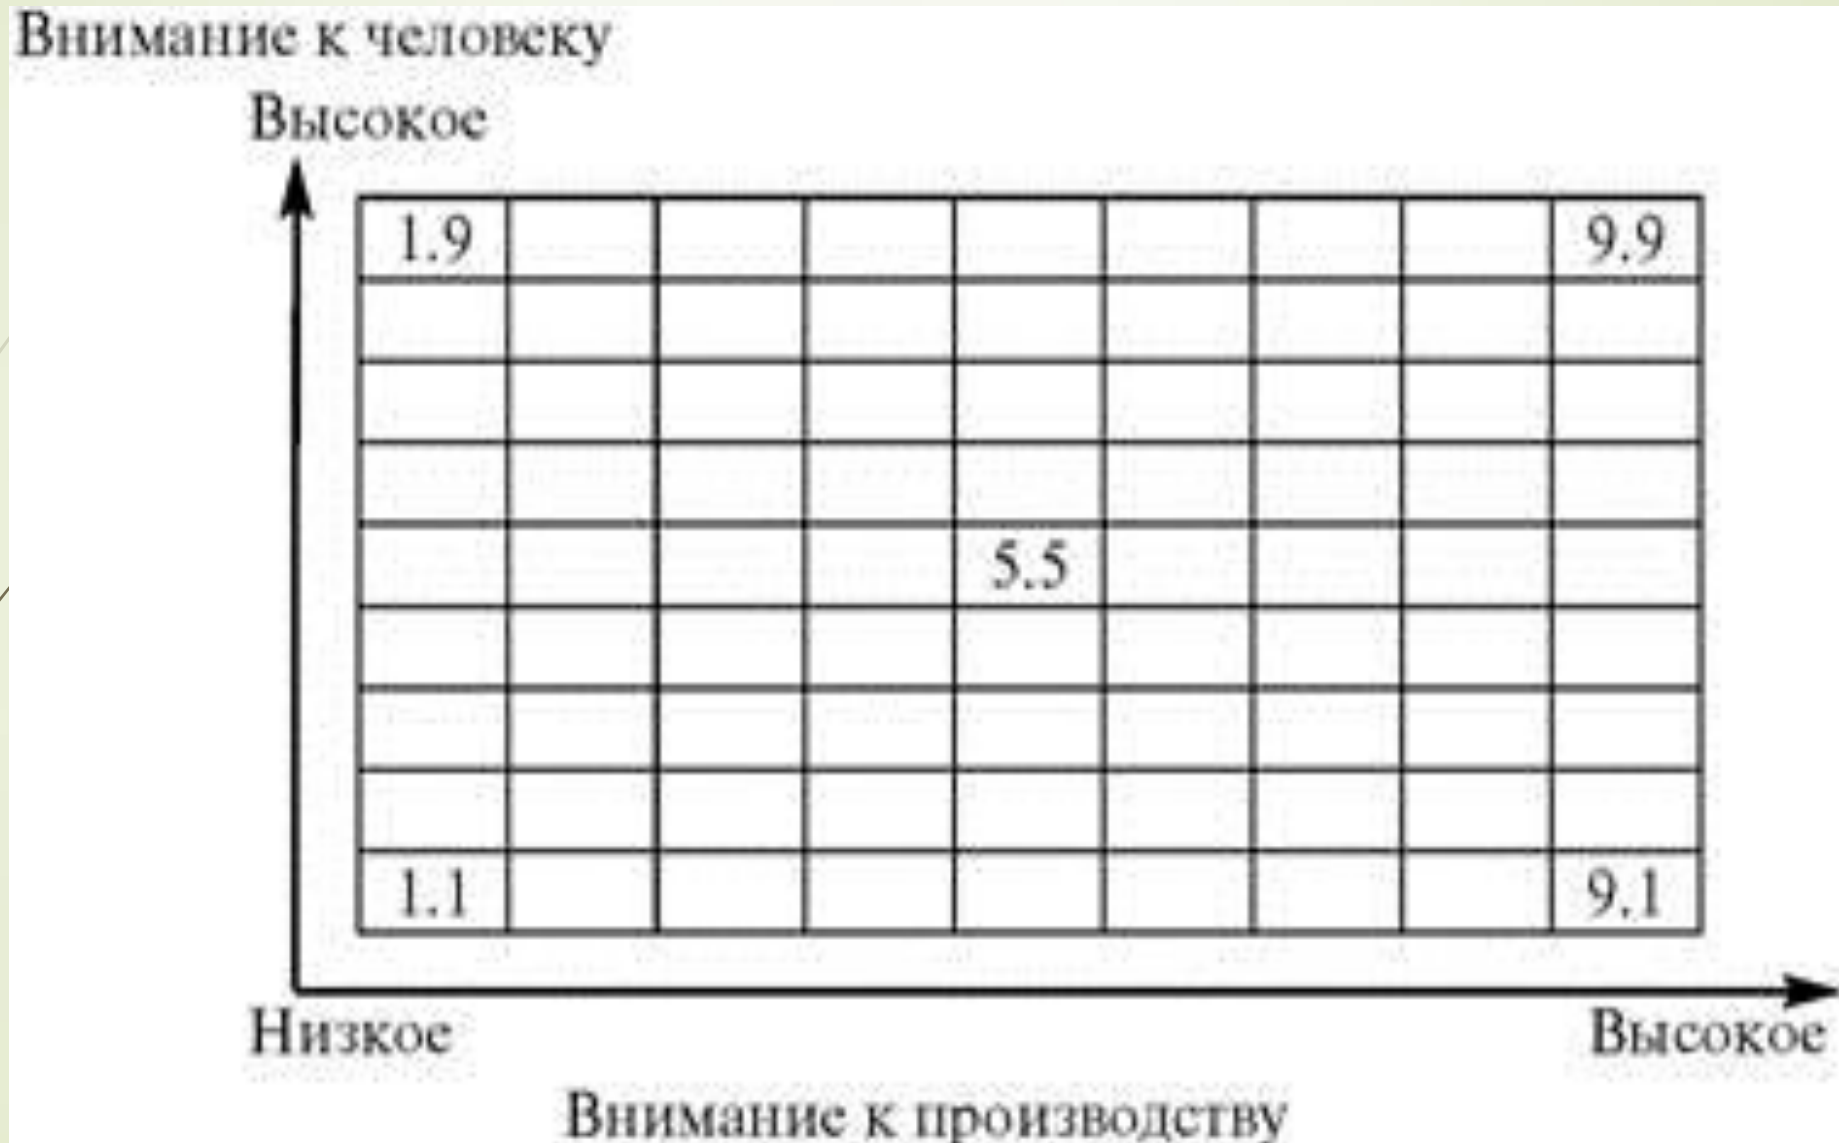 Внимание к человеку
Высокое
1.9 9.9
5.5
1.1 9.1
Низкое Высокое
Внимание к производству